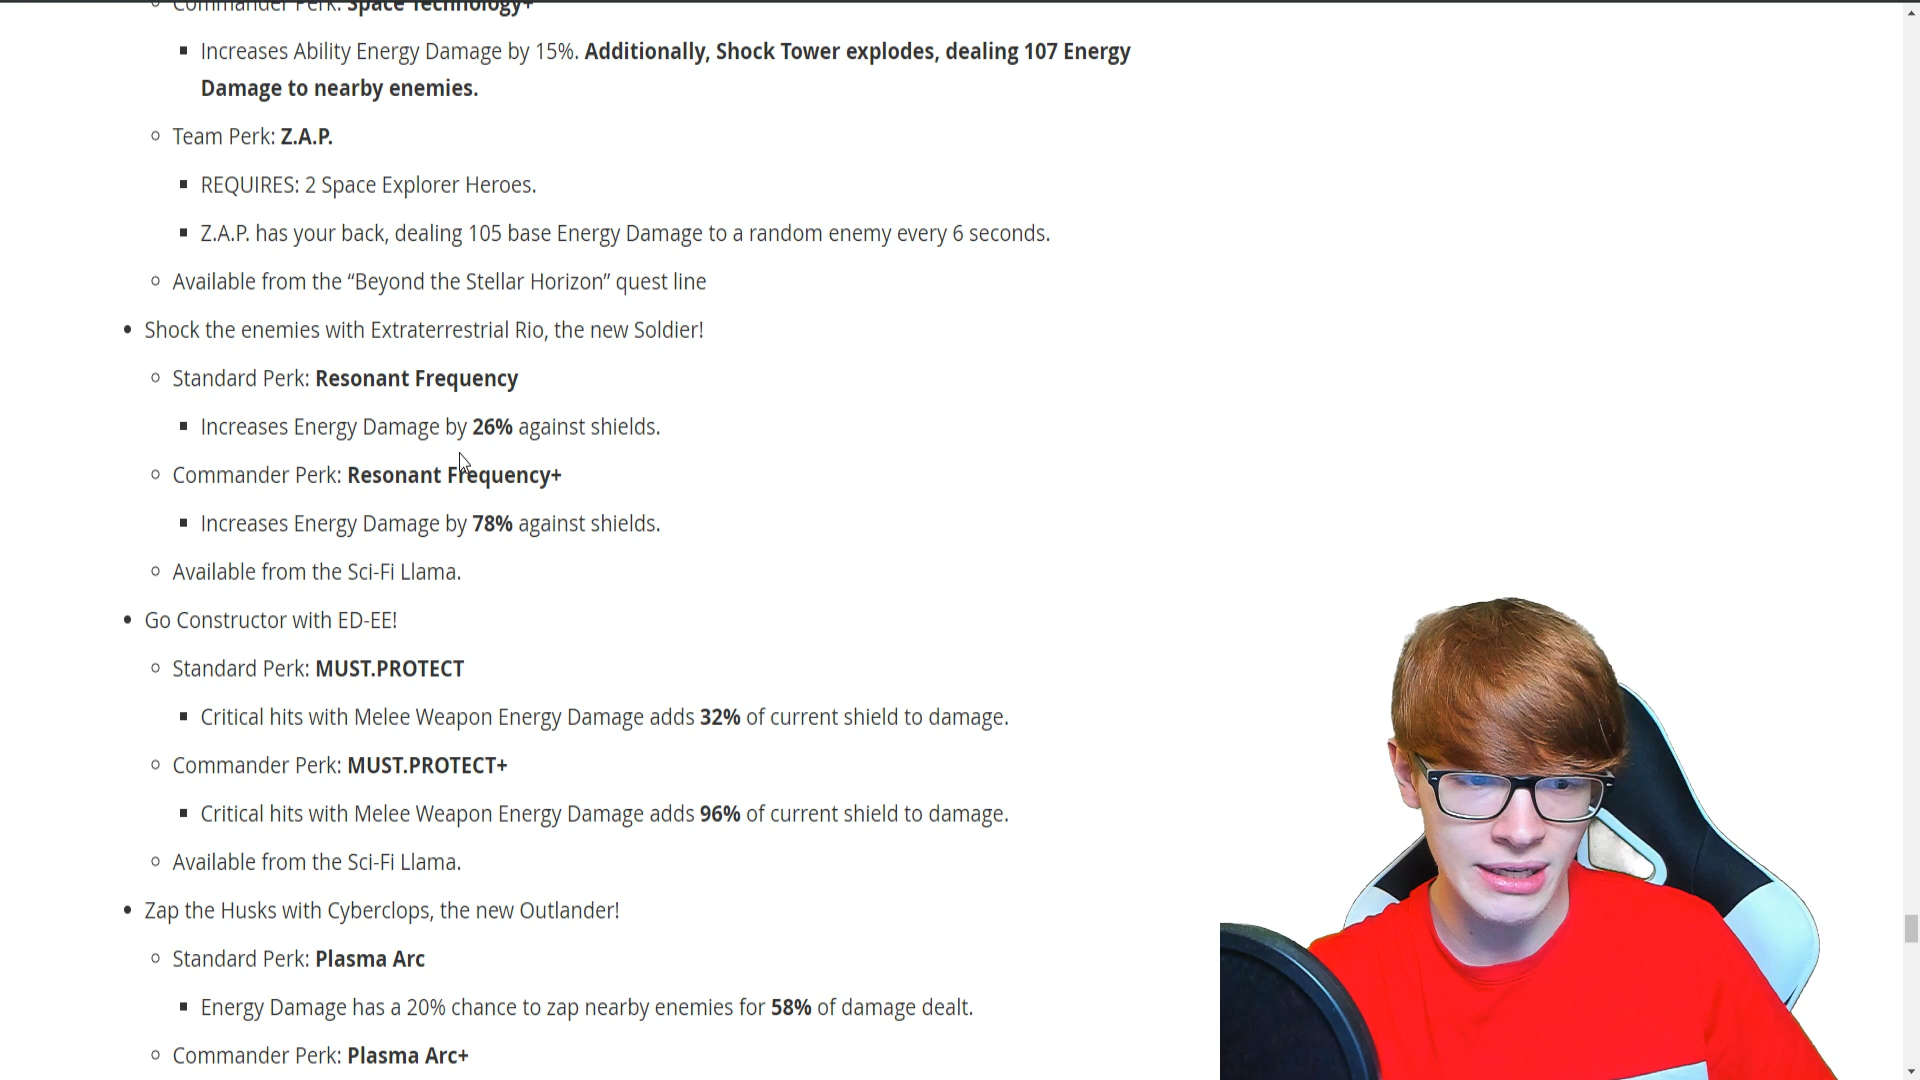 Commander Perk: Space Technology+
Increases Ability Energy Damage by 15%. Additionally, Shock Tower explodes, dealing 107 Energy
Damage to nearby enemies.
Team Perk: Z.A.P.
REQUIRES: 2 Space Explorer Heroes.
Z.A.P. has your back, dealing 105 base Energy Damage to a random enemy every 6 seconds.
Available from the “Beyond the Stellar Horizon” quest line
Shock the enemies with Extraterrestrial Rio, the new Soldier!
Standard Perk: Resonant Frequency
Increases Energy Damage by 26% against shields.
Commander Perk: Resonant Frequency+
Increases Energy Damage by 78% against shields.
Available from the Sci-Fi Llama.
Go Constructor with ED-EE!
Standard Perk: MUST.PROTECT
Critical hits with Melee Weapon Energy Damage adds 32% of current shield to damage.
Commander Perk: MUST.PROTECT+
Critical hits with Melee Weapon Energy Damage adds 96% of current shield to damage.
Available from the Sci-Fi Llama.
Zap the Husks with Cyberclops, the new Outlander!
Standard Perk: Plasma Arc
Energy Damage has a 20% chance to zap nearby enemies for 58% of damage dealt.
Commander Perk: Plasma Arc+